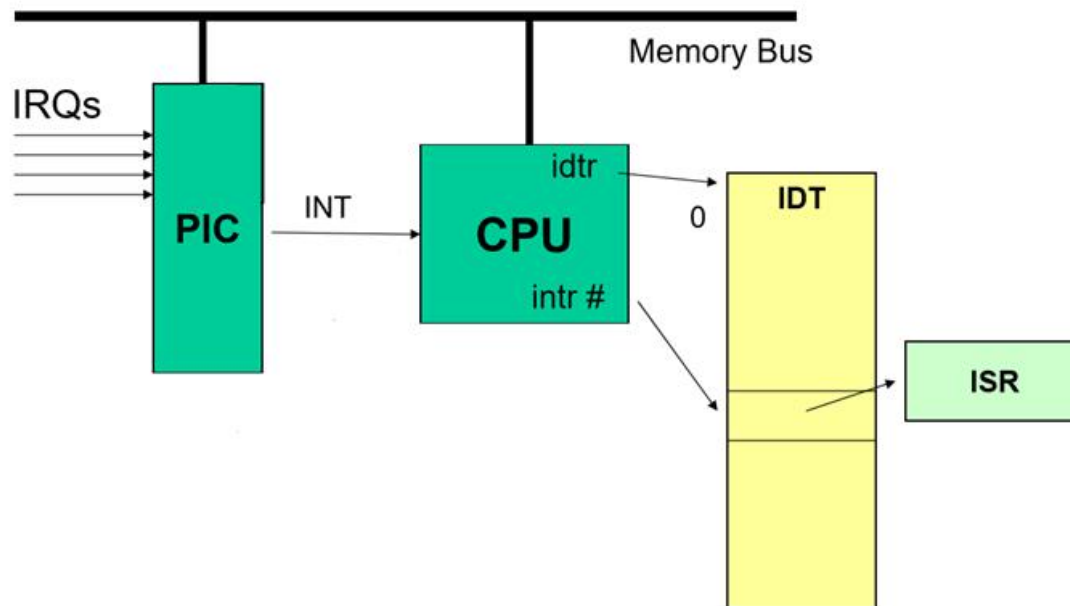 Memory Bus
IRQs
PIC
INT
idtr
CPU
intr #
0
IDT
ISR